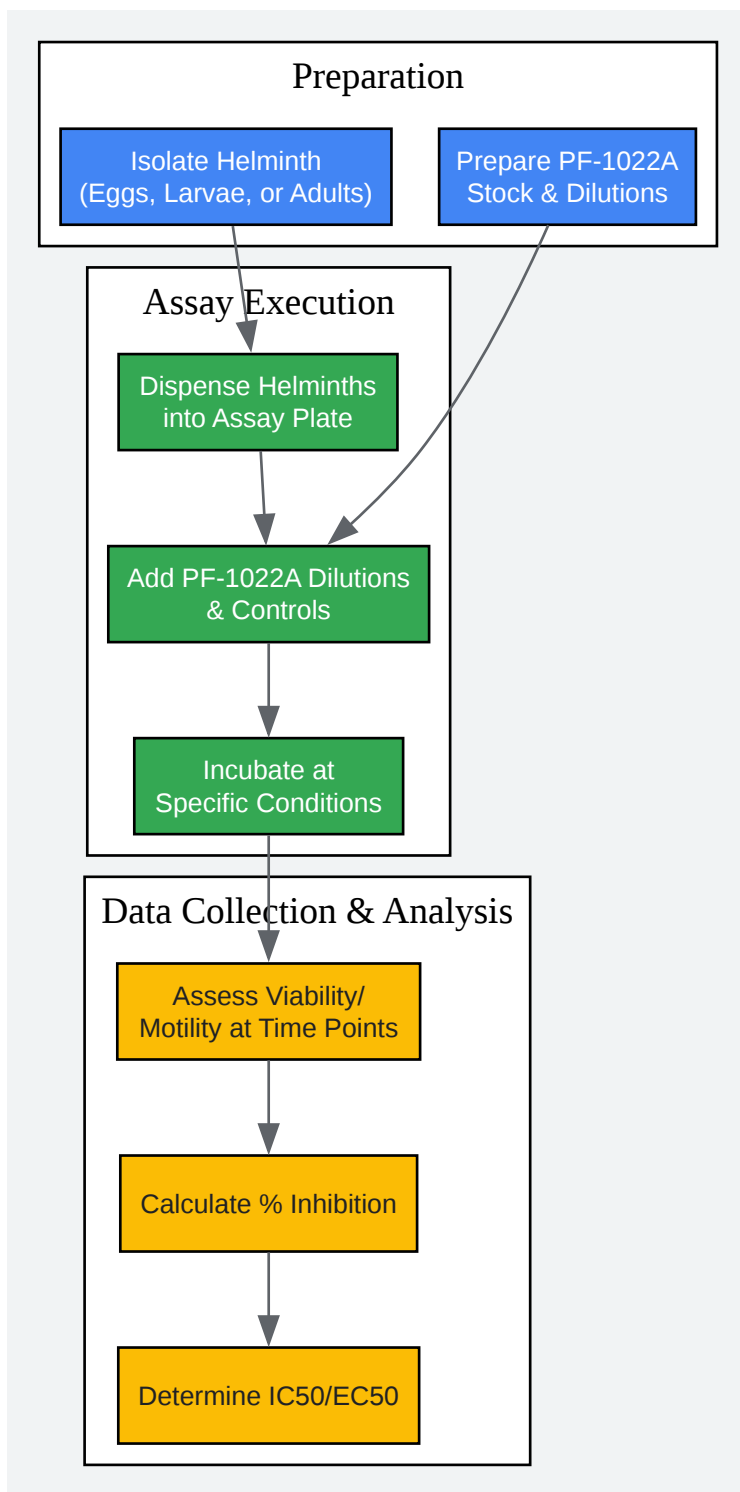 Preparation
Isolate Helminth
(Eggs, Larvae, or Adults)
Prepare PF-1022A
Stock & Dilutions
Assay Execution
Dispense Helminths
into Assay Plate
Add PF-1022A Dilutions
& Controls
Incubate at
Specific Conditions
Data Collection & Analysis
Assess Viability/
Motility at Time Points
Calculate % Inhibition
Determine IC50/EC50